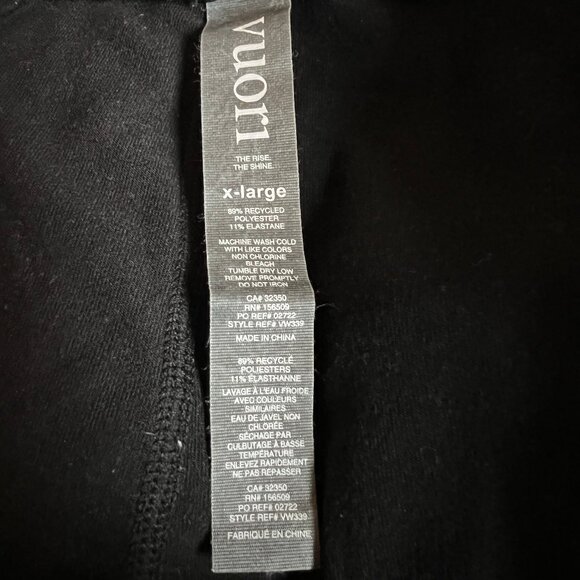 vuori
THE RISE.
THE SHINE.
x-large
89% RECYCLED
POLYESTER
11% ELASTANE
MACHINE WASH COLD
WITH LIKE COLORS
NON CHLORINE
BLEACH
TUMBLE DRY LOW
REMOVE PROMPTLY
DO NOT IRON
CA# 32350
RN# 156509
PO REF# 02722
STYLE REF# VW339
MADE IN CHINA
89% RECYCLÉ
POLYESTERS
11% ÉLASTHANNE
LAVAGE À L'EAU FROIDE
AVEC COULEURS
SIMILAIRES
EAU DE JAVEL NON
CHLORÉE
SÉCHAGE PAR
CULBUTAGE À BASSE
TEMPÉRATURE
ENLEVEZ RAPIDEMENT
NE PAS REPASSER
CA# 32350
RN# 156509
PO REF# 02722
STYLE REF# VW339
FABRIQUÉ EN CHINE